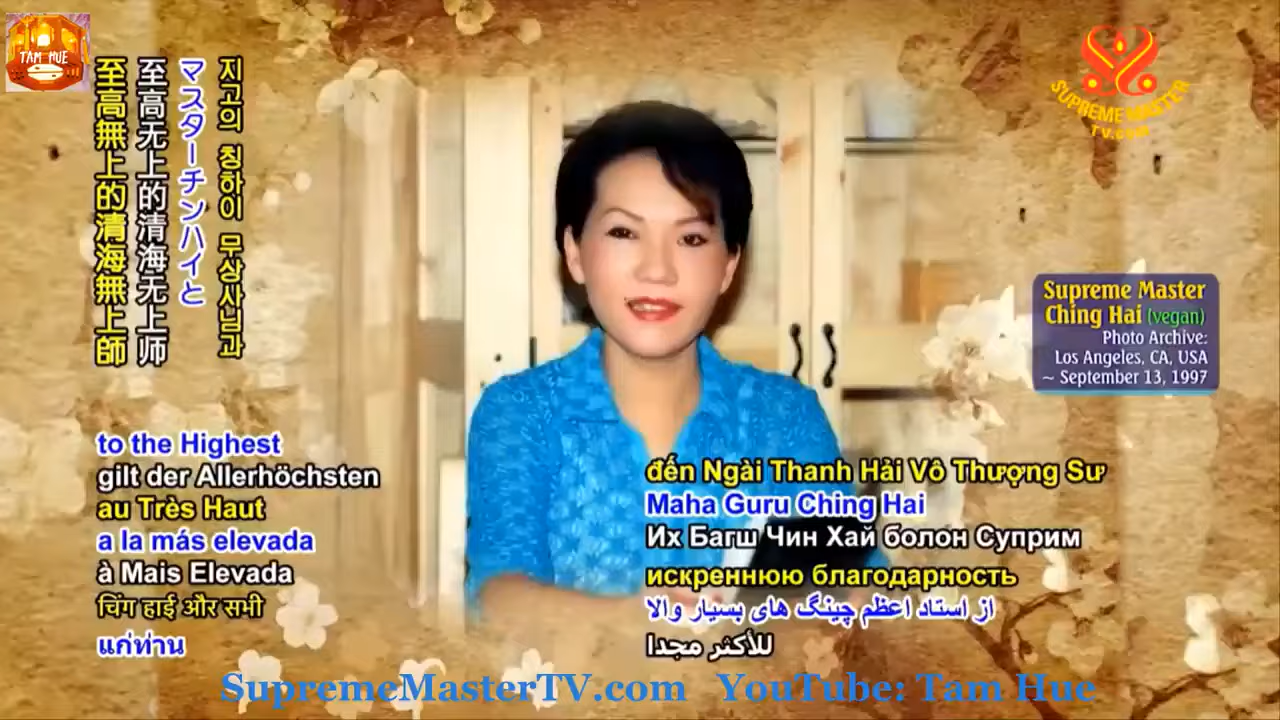 TAM HUE
至高無上的清海無上師
至高无上的清海无上师
マスターチンハイと
지고의 칭하이 무상사님과
SUPREME MASTER
TV.COM
Supreme Master
Ching Hai (vegan)
Photo Archive:
Los Angeles, CA, USA
~ September 13, 1997
to the Highest
gilt der Allerhöchsten
au Très Haut
a la más elevada
à Mais Elevada
चिंग हाई और सभी
แก่ท่าน
đến Ngài Thanh Hải Vô Thượng Sư
Maha Guru Ching Hai
Их Багш Чин Хай болон Суприм
искреннюю благодарность
از استاد اعظم چینگ های بسیار والا
للأكثر مجدا
SupremeMasterTV.com YouTube: Tam Hue